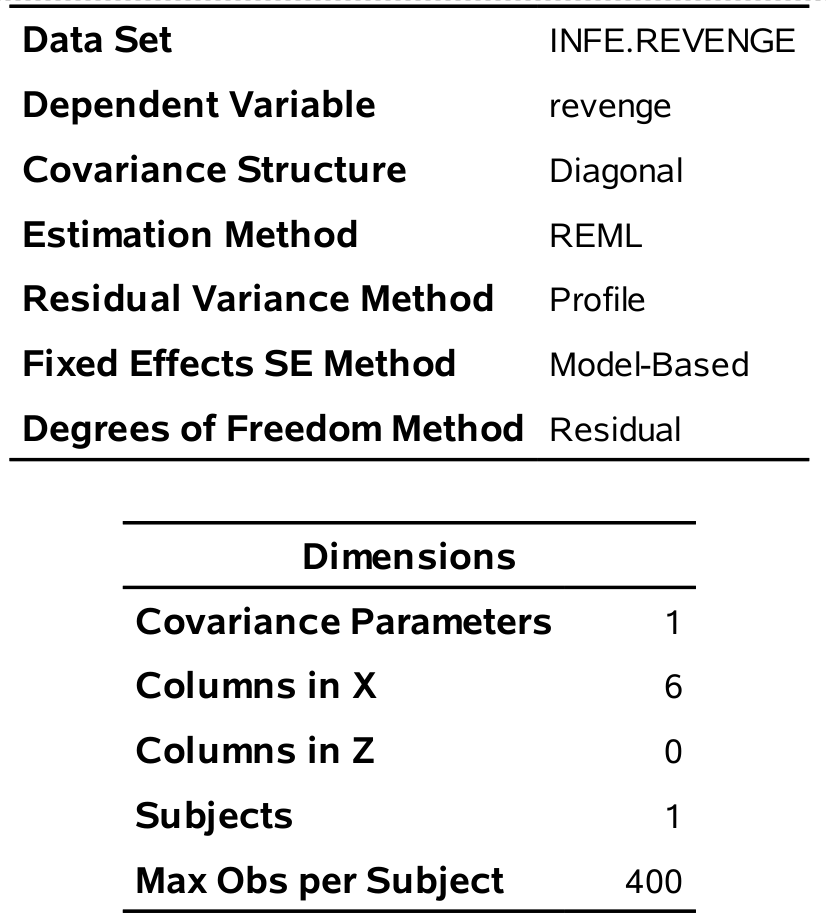 Data Set INFE.REVENGE
Dependent Variable revenge
Covariance Structure Diagonal
Estimation Method REML
Residual Variance Method Profile
Fixed Effects SE Method Model-Based
Degrees of Freedom Method Residual
Dimensions
Covariance Parameters 1
Columns in X 6
Columns in Z 0
Subjects 1
Max Obs per Subject 400